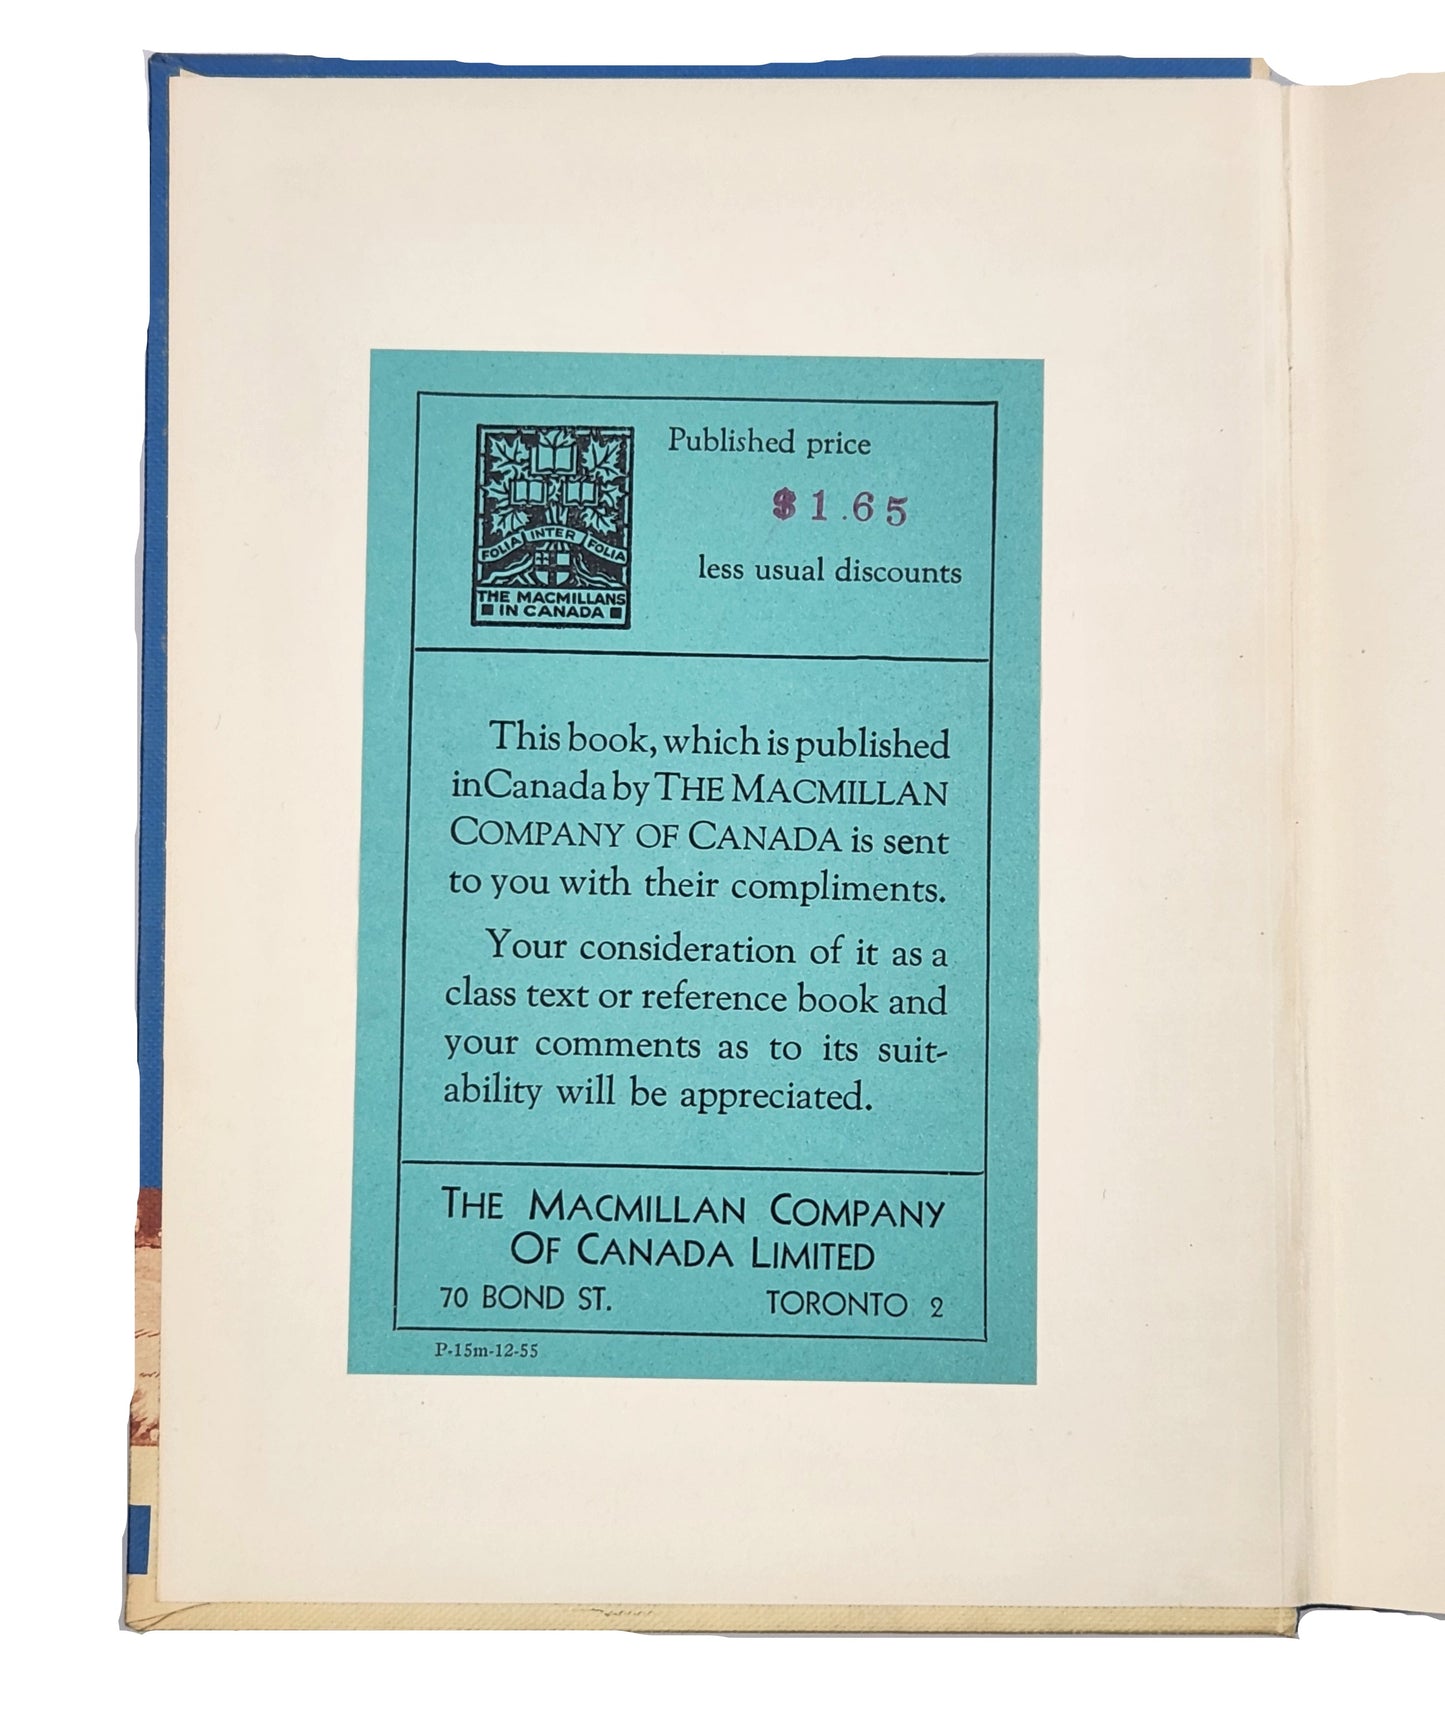 FOLIA INTER FOLIA
THE MACMILLANS
IN CANADA
Published price
$1.65
less usual discounts
This book, which is published
in Canada by THE MACMILLAN
COMPANY OF CANADA is sent
to you with their compliments.
Your consideration of it as a
class text or reference book and
your comments as to its suit-
ability will be appreciated.
THE MACMILLAN COMPANY
OF CANADA LIMITED
70 BOND ST. TORONTO 2
P-15m-12-55